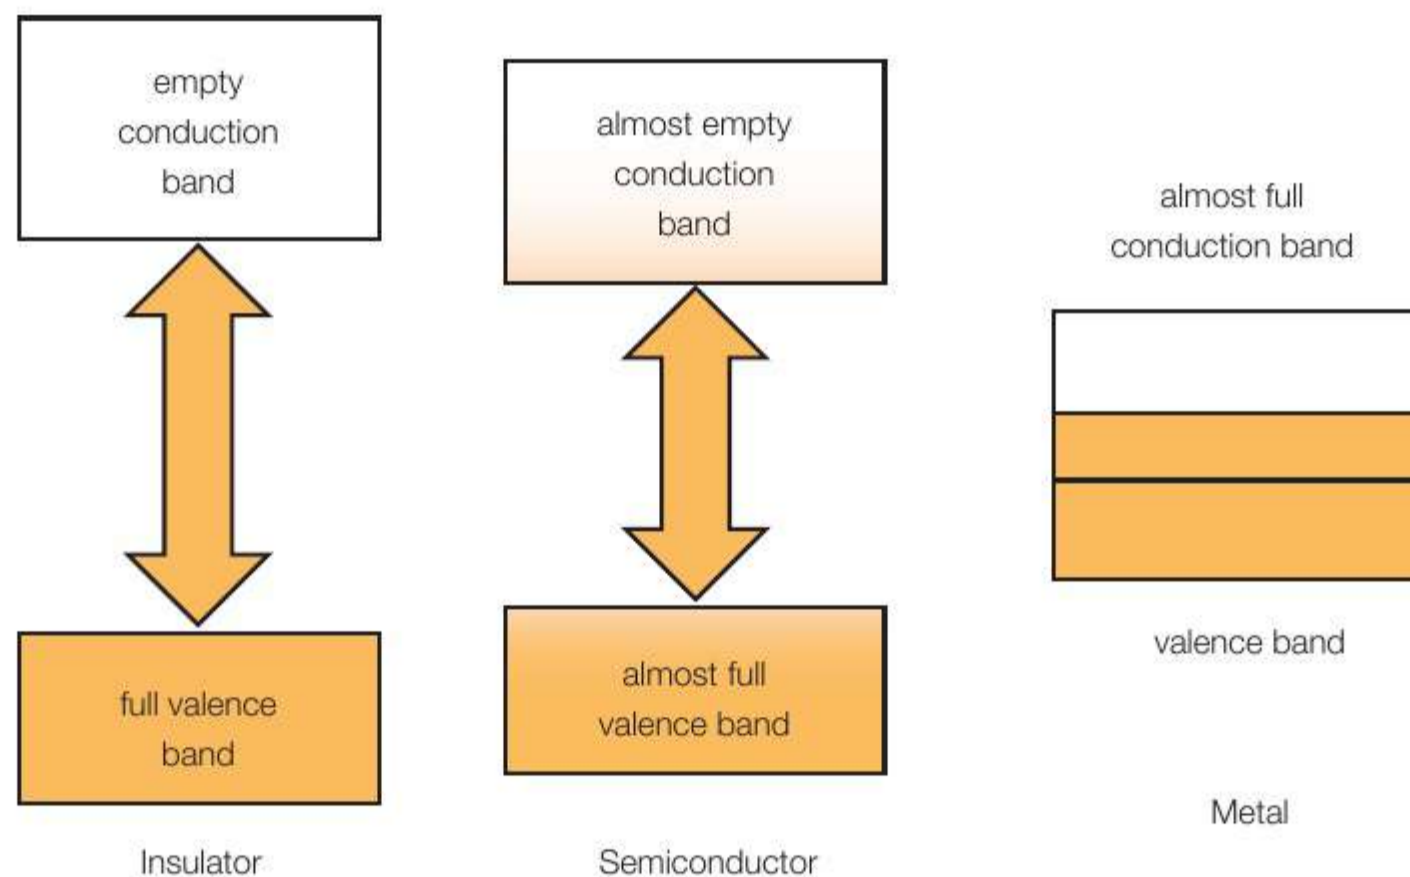 empty
conduction
band
full valence
band
Insulator
almost empty
conduction
band
almost full
valence band
Semiconductor
almost full
conduction band
valence band
Metal